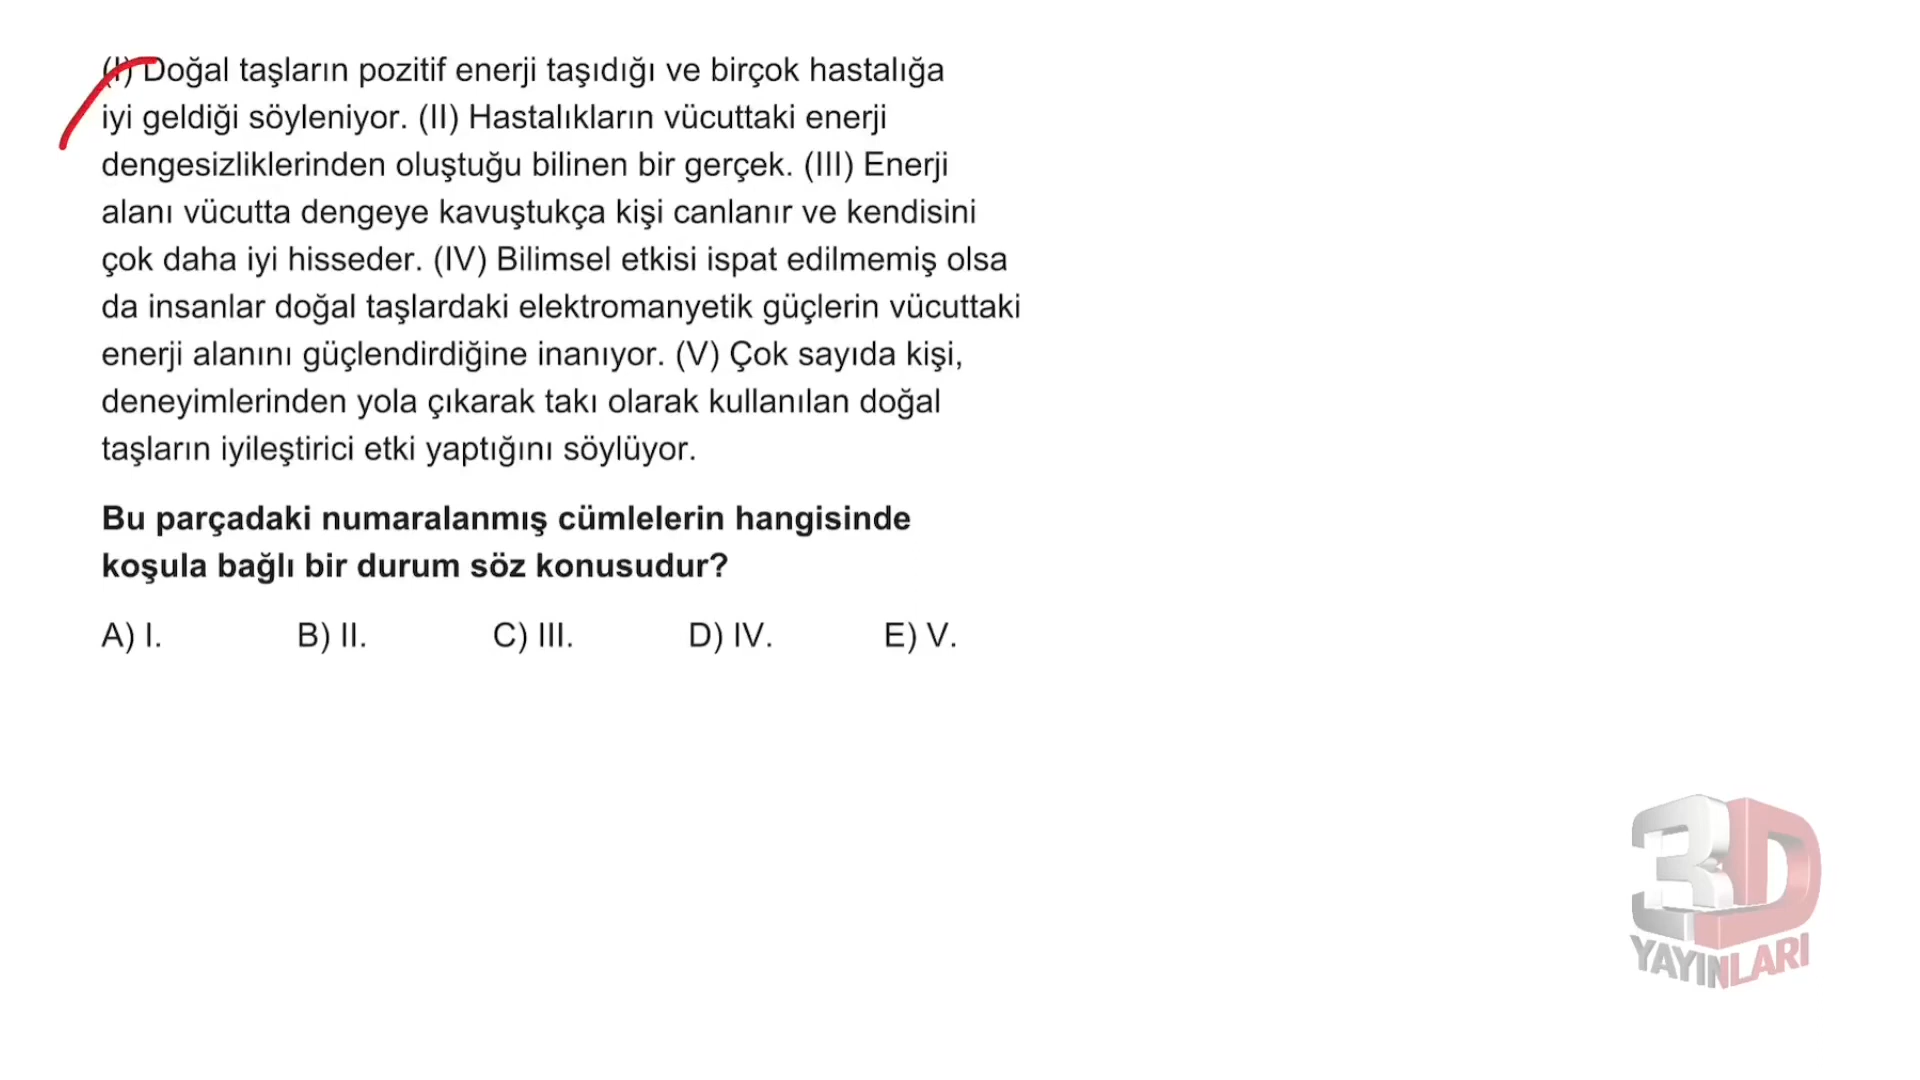 (I) Doğal taşların pozitif enerji taşıdığı ve birçok hastalığa
iyi geldiği söyleniyor. (II) Hastalıkların vücuttaki enerji
dengesizliklerinden oluştuğu bilinen bir gerçek. (III) Enerji
alanı vücutta dengeye kavuştukça kişi canlanır ve kendisini
çok daha iyi hisseder. (IV) Bilimsel etkisi ispat edilmemiş olsa
da insanlar doğal taşlardaki elektromanyetik güçlerin vücuttaki
enerji alanını güçlendirdiğine inanıyor. (V) Çok sayıda kişi,
deneyimlerinden yola çıkarak takı olarak kullanılan doğal
taşların iyileştirici etki yaptığını söylüyor.
Bu parçadaki numaralanmış cümlelerin hangisinde
koşula bağlı bir durum söz konusudur?
A) I. B) II. C) III. D) IV. E) V.
3D
YAYINLARI